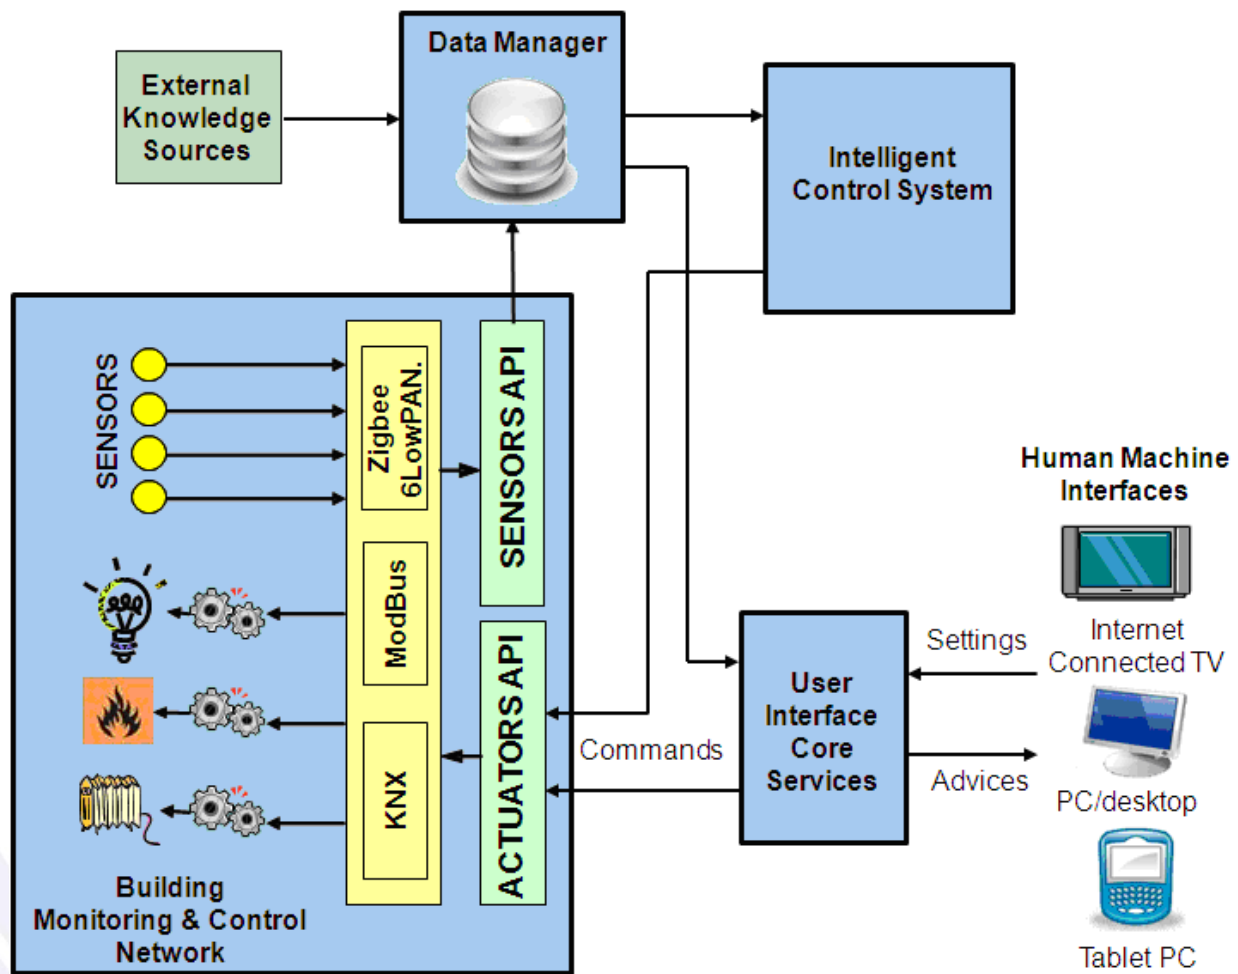 Data Manager
External
Knowledge
Sources
Intelligent
Control System
SENSORS
Zigbee
6LowPAN.
SENSORS API
ModBus
KNX
ACTUATORS API
Building
Monitoring & Control
Network
Commands
User
Interface
Core
Services
Settings
Advices
Human Machine
Interfaces
Internet
Connected TV
PC/desktop
Tablet PC